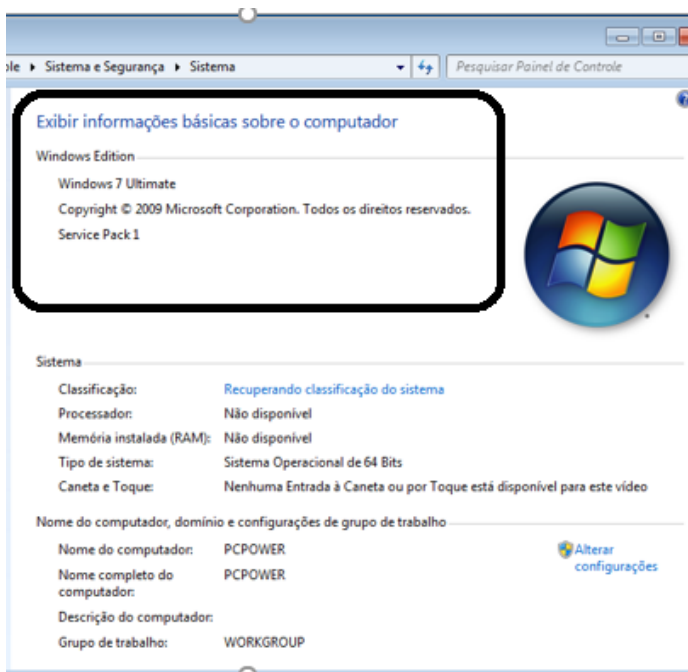 Sistema e Segurança Sistema Pesquisar Painel de Controle
Exibir informações básicas sobre o computador
Windows Edition
Windows 7 Ultimate
Copyright © 2009 Microsoft Corporation. Todos os direitos reservados.
Service Pack 1
Sistema
Classificação: Recuperando classificação do sistema
Processador: Não disponível
Memória instalada (RAM): Não disponível
Tipo de sistema: Sistema Operacional de 64 Bits
Caneta e Toque: Nenhuma Entrada à Caneta ou por Toque está disponível para este vídeo
Nome do computador, domínio e configurações de grupo de trabalho
Nome do computador: PCPOWER Alterar
configurações
Nome completo do PCPOWER
computador:
Descrição do computador:
Grupo de trabalho: WORKGROUP